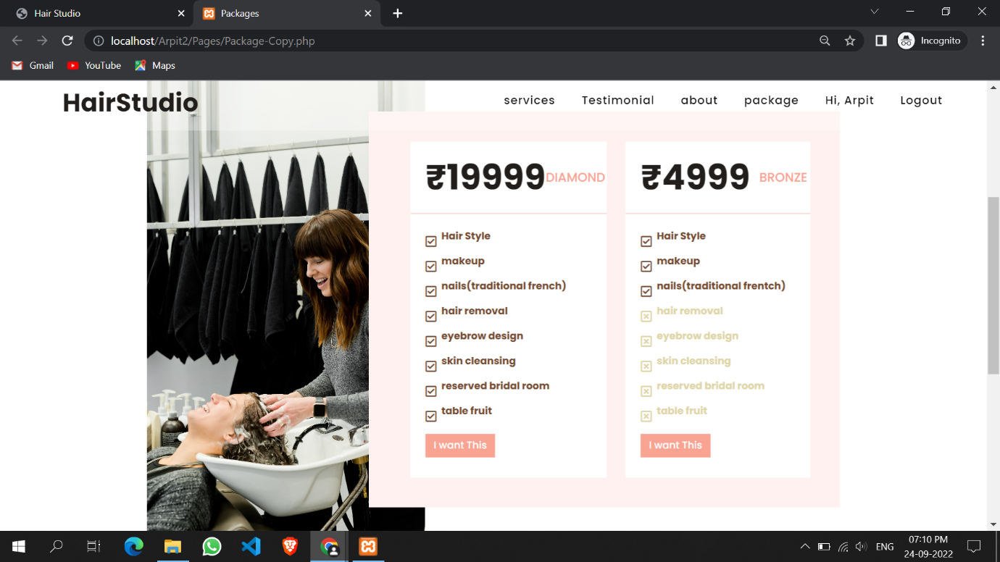 Hair Studio
Packages
localhost/Arpit2/Pages/Package-Copy.php
Incognito
Gmail
YouTube
Maps
HairStudio
services
Testimonial
about
package
Hi, Arpit
Logout
₹19999 DIAMOND
Hair Style
makeup
nails(traditional french)
hair removal
eyebrow design
skin cleansing
reserved bridal room
table fruit
I want This
₹4999 BRONZE
Hair Style
makeup
nails(traditional frentch)
hair removal
eyebrow design
skin cleansing
reserved bridal room
table fruit
I want This
ENG
07:10 PM
24-09-2022